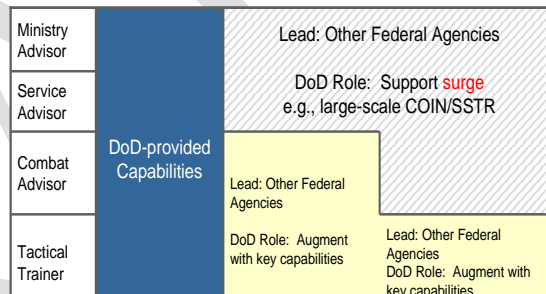 Ministry
Advisor
Service
Advisor
Combat
Advisor
Tactical
Trainer
DoD-provided
Capabilities
Lead: Other Federal Agencies
DoD Role: Support surge
e.g., large-scale COIN/SSTR
Lead: Other Federal
Agencies
DoD Role: Augment
with key capabilities
Lead: Other Federal
Agencies
DoD Role: Augment with
key capabilities